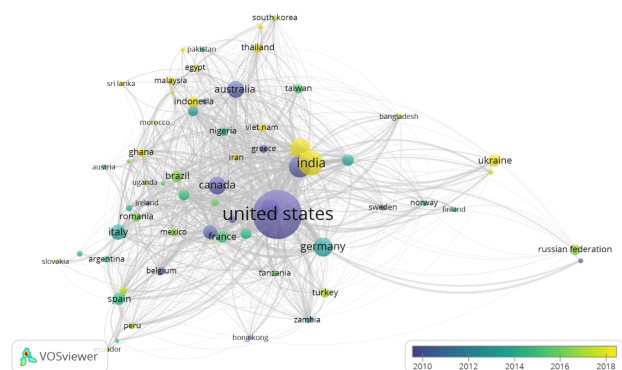 south korea
pakistan
thailand
egypt
sri lanka
malaysia
australia
taiwan
indonesia
morocco
nigeria
viet nam
bangladesh
greece
ghana
iran
india
ukraine
austria
uganda
brazil
canada
ireland
romania
united states
sweden
norway
finland
italy
mexico
france
germany
russian federation
slovakia
argentina
belgium
tanzania
spain
turkey
peru
zambia
hong kong
ecuador
VOSviewer
2010 2012 2014 2016 2018